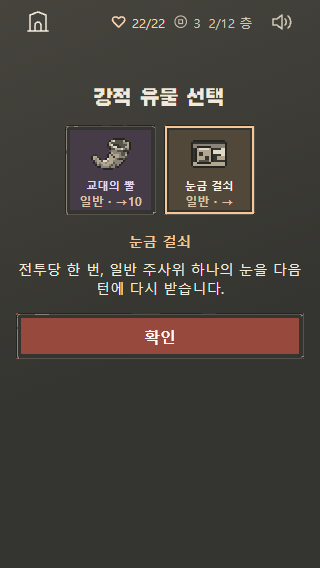 22/22 3 2/12 층
강적 유물 선택
교대의 뿔
일반 · →10
눈금 걸쇠
일반 · →
눈금 걸쇠
전투당 한 번, 일반 주사위 하나의 눈을 다음
턴에 다시 받습니다.
확인